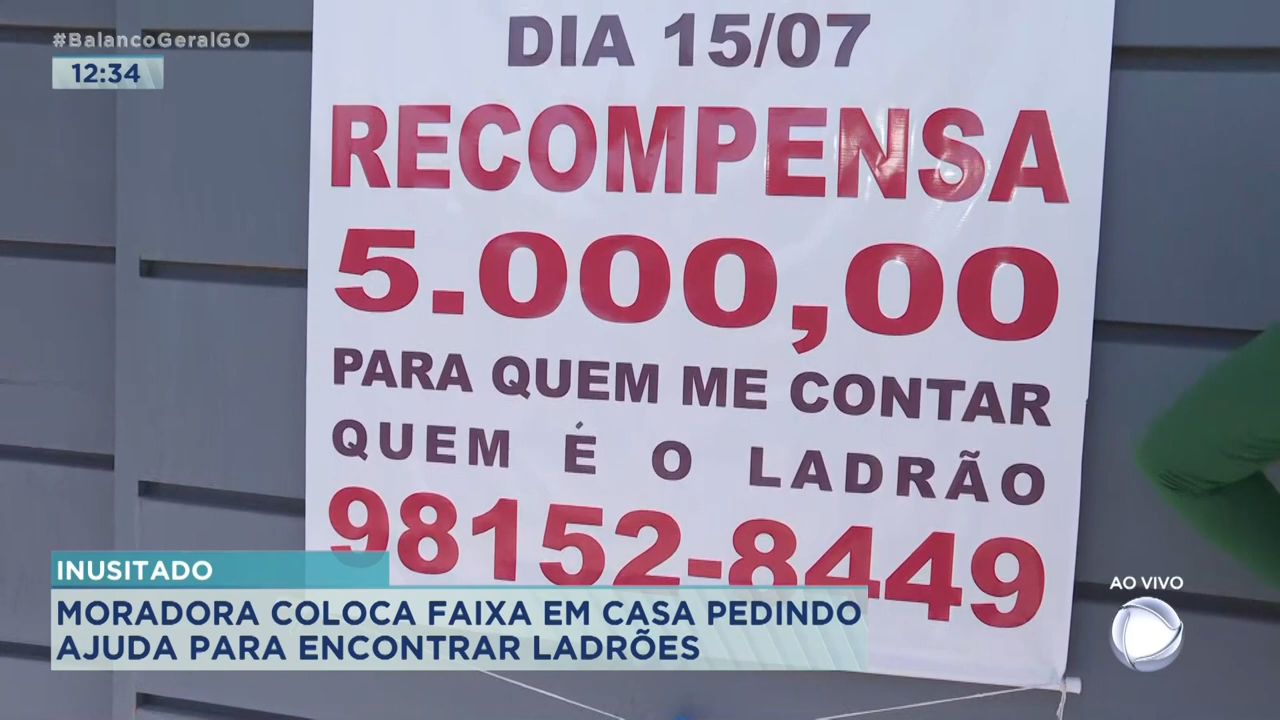 #BalancoGeralGO
12:34
DIA 15/07
RECOMPENSA
5.000,00
PARA QUEM ME CONTAR
QUEM É O LADRÃO
98152-8449
INUSITADO
MORADORA COLOCA FAIXA EM CASA PEDINDO
AJUDA PARA ENCONTRAR LADRÕES
AO VIVO